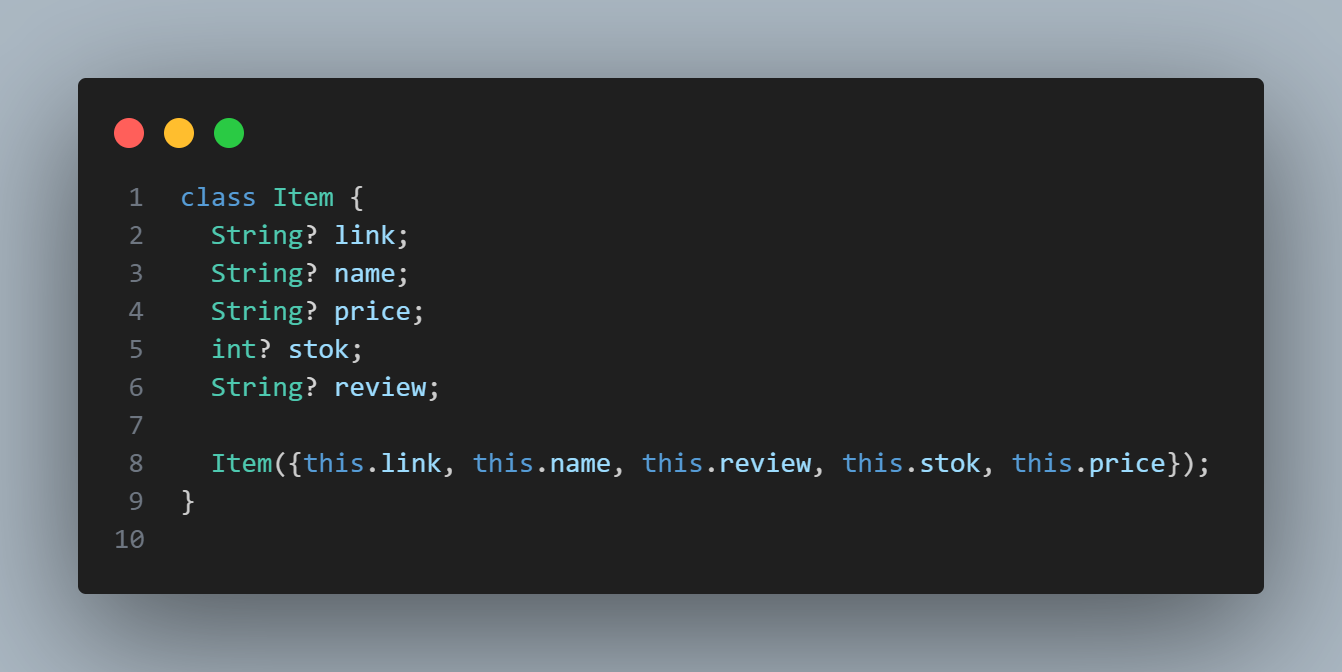 1 class Item {
2   String? link;
3   String? name;
4   String? price;
5   int? stok;
6   String? review;
7
8   Item({this.link, this.name, this.review, this.stok, this.price});
9 }
10